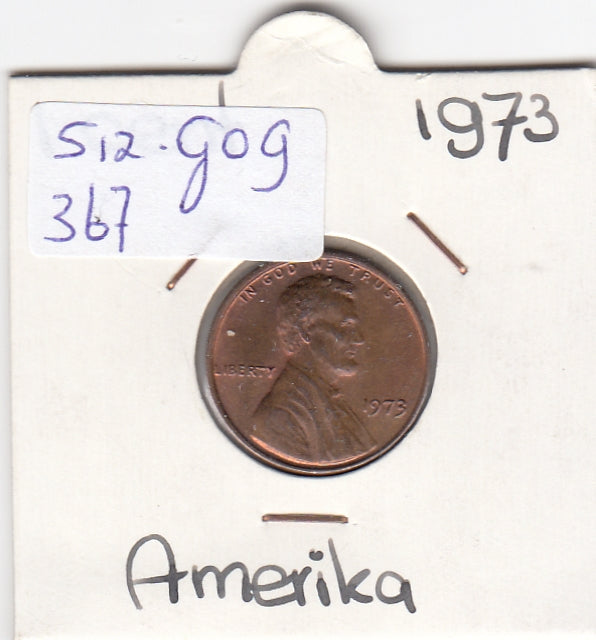 1973
512.909
367
IN GOD WE TRUST
LIBERTY
1973
Amerika